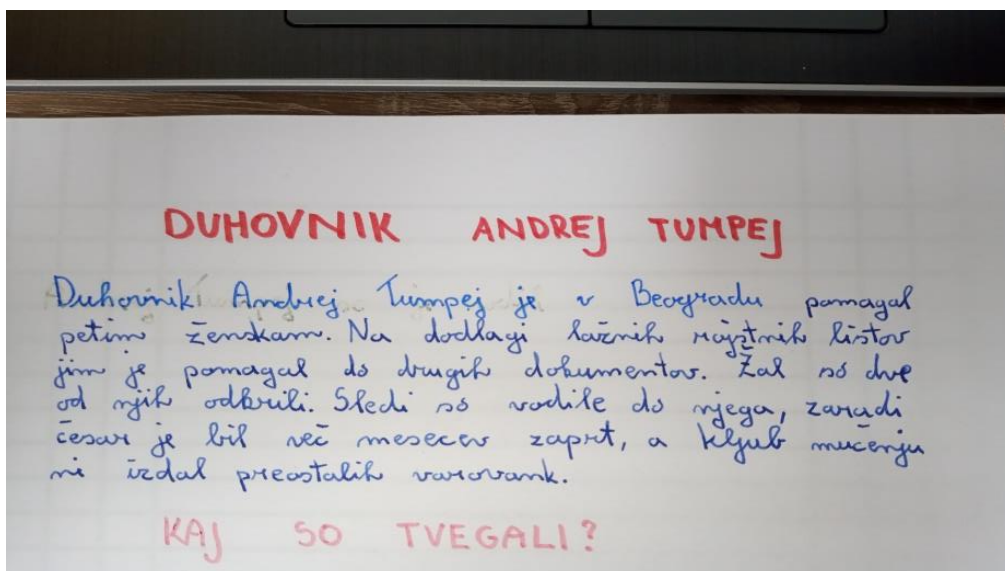 DUHOVNIK ANDREJ TUMPEJ
Duhovnik Andrej Tumpej je v Beogradu pomagal
petim ženskam. Na dodlagi lažnih rojstnih listov
jim je pomagal do drugih dokumentov. Žal so dve
od njih odkrili. Sledi so vodile do njega, zaradi
česar je bil več mesecev zaprt, a kljub mučenju
ni izdal preostalih varovank.
KAJ SO TVEGALI?